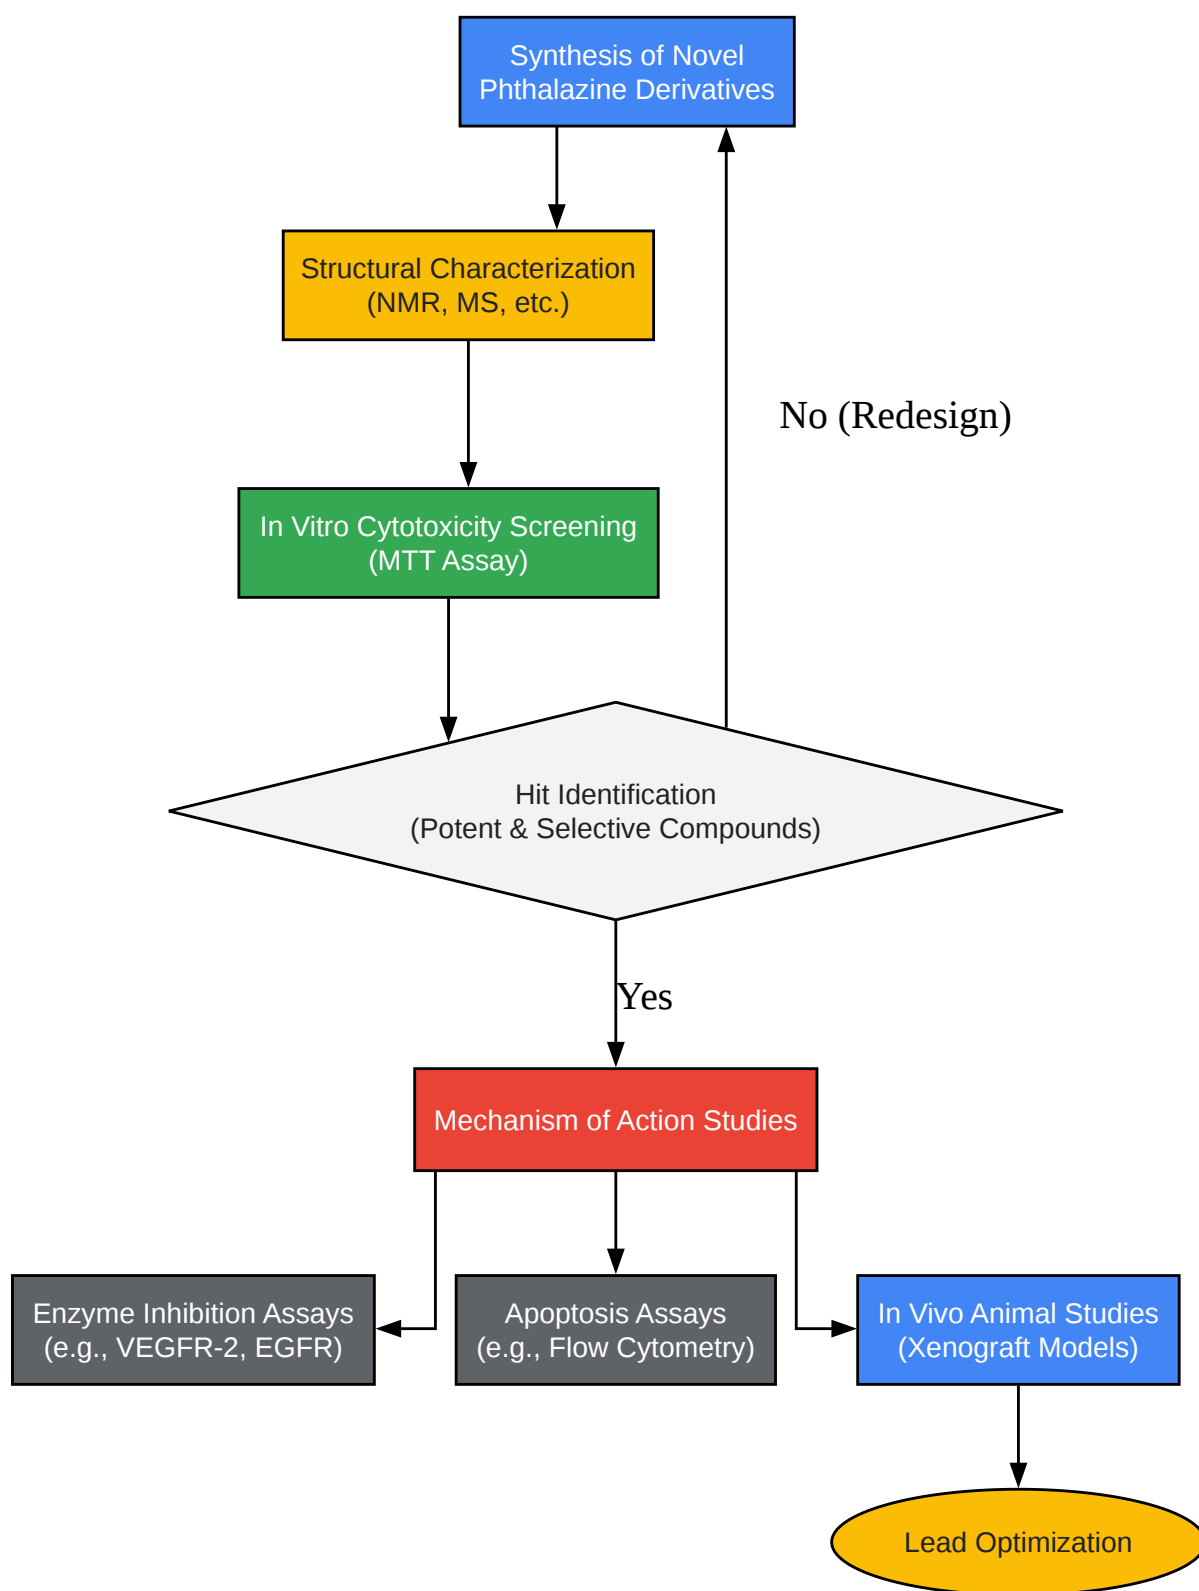 Synthesis of Novel
Phthalazine Derivatives
Structural Characterization
(NMR, MS, etc.)
No (Redesign)
In Vitro Cytotoxicity Screening
(MTT Assay)
Hit Identification
(Potent & Selective Compounds)
Yes
Mechanism of Action Studies
Enzyme Inhibition Assays
(e.g., VEGFR-2, EGFR)
Apoptosis Assays
(e.g., Flow Cytometry)
In Vivo Animal Studies
(Xenograft Models)
Lead Optimization